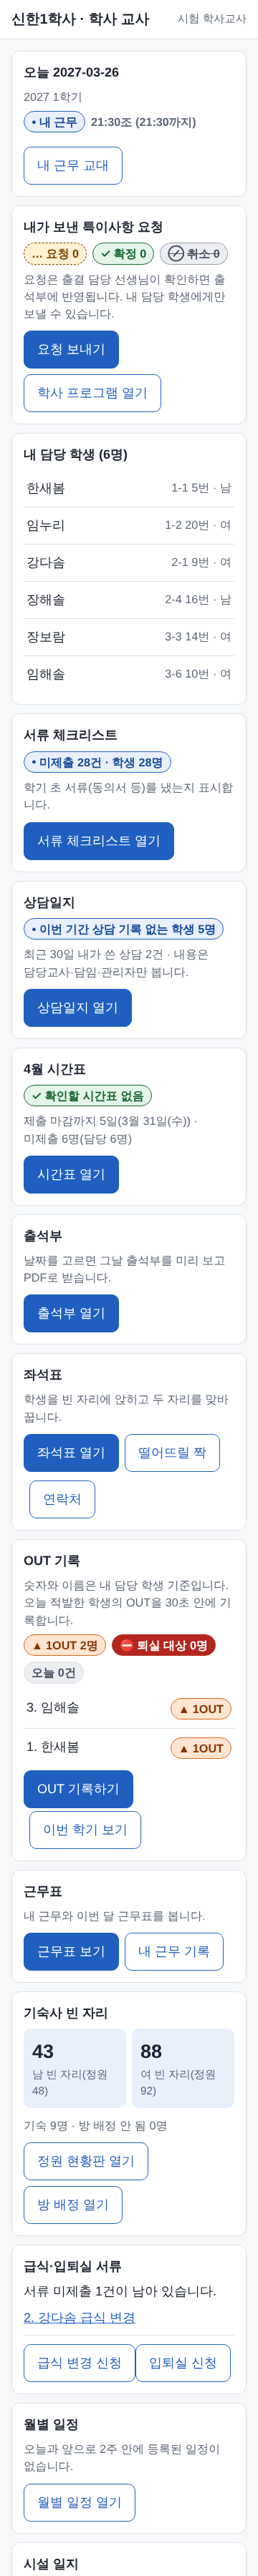 신한1학사 · 학사 교사
시험 학사교사
오늘 2027-03-26
2027 1학기
• 내 근무
21:30조 (21:30까지)
내 근무 교대
내가 보낸 특이사항 요청
… 요청 0
✓ 확정 0
취소 0
요청은 출결 담당 선생님이 확인하면 출
석부에 반영됩니다. 내 담당 학생에게만
보낼 수 있습니다.
요청 보내기
학사 프로그램 열기
내 담당 학생 (6명)
한새봄
1-1 5번 · 남
임누리
1-2 20번 · 여
강다솜
2-1 9번 · 여
장해솔
2-4 16번 · 남
장보람
3-3 14번 · 여
임해솔
3-6 10번 · 여
서류 체크리스트
• 미제출 28건 · 학생 28명
학기 초 서류(동의서 등)를 냈는지 표시합
니다.
서류 체크리스트 열기
상담일지
• 이번 기간 상담 기록 없는 학생 5명
최근 30일 내가 쓴 상담 2건 · 내용은
담당교사·담임·관리자만 봅니다.
상담일지 열기
4월 시간표
✓ 확인할 시간표 없음
제출 마감까지 5일(3월 31일(수)) ·
미제출 6명(담당 6명)
시간표 열기
출석부
날짜를 고르면 그날 출석부를 미리 보고
PDF로 받습니다.
출석부 열기
좌석표
학생을 빈 자리에 앉히고 두 자리를 맞바
꿉니다.
좌석표 열기
떨어뜨릴 짝
연락처
OUT 기록
숫자와 이름은 내 담당 학생 기준입니다.
오늘 적발한 학생의 OUT을 30초 안에 기
록합니다.
▲ 1OUT 2명
⛔ 퇴실 대상 0명
오늘 0건
3. 임해솔
▲ 1OUT
1. 한새봄
▲ 1OUT
OUT 기록하기
이번 학기 보기
근무표
내 근무와 이번 달 근무표를 봅니다.
근무표 보기
내 근무 기록
기숙사 빈 자리
43
88
남 빈 자리(정원
48)
여 빈 자리(정원
92)
기숙 9명 · 방 배정 안 됨 0명
정원 현황판 열기
방 배정 열기
급식·입퇴실 서류
서류 미제출 1건이 남아 있습니다.
2. 강다솜 급식 변경
급식 변경 신청
입퇴실 신청
월별 일정
오늘과 앞으로 2주 안에 등록된 일정이
없습니다.
월별 일정 열기
시설 일지